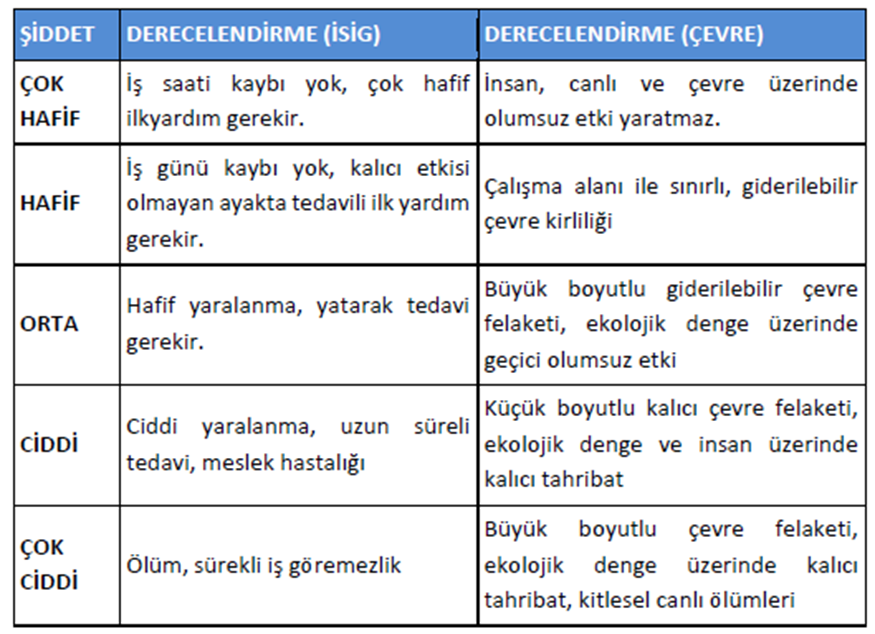 ŞİDDET
DERECELENDİRME (İSİG)
DERECELENDİRME (ÇEVRE)
ÇOK
HAFİF
İş saati kaybı yok, çok hafif
ilkyardım gerekir.
İnsan, canlı ve çevre üzerinde
olumsuz etki yaratmaz.
HAFİF
İş günü kaybı yok, kalıcı etkisi
olmayan ayakta tedavili ilk yardım
gerekir.
Çalışma alanı ile sınırlı, giderilebilir
çevre kirliliği
ORTA
Hafif yaralanma, yatarak tedavi
gerekir.
Büyük boyutlu giderilebilir çevre
felaketi, ekolojik denge üzerinde
geçici olumsuz etki
CİDDİ
Ciddi yaralanma, uzun süreli
tedavi, meslek hastalığı
Küçük boyutlu kalıcı çevre felaketi,
ekolojik denge ve insan üzerinde
kalıcı tahribat
ÇOK
CİDDİ
Ölüm, sürekli iş göremezlik
Büyük boyutlu çevre felaketi,
ekolojik denge üzerinde kalıcı
tahribat, kitlesel canlı ölümleri